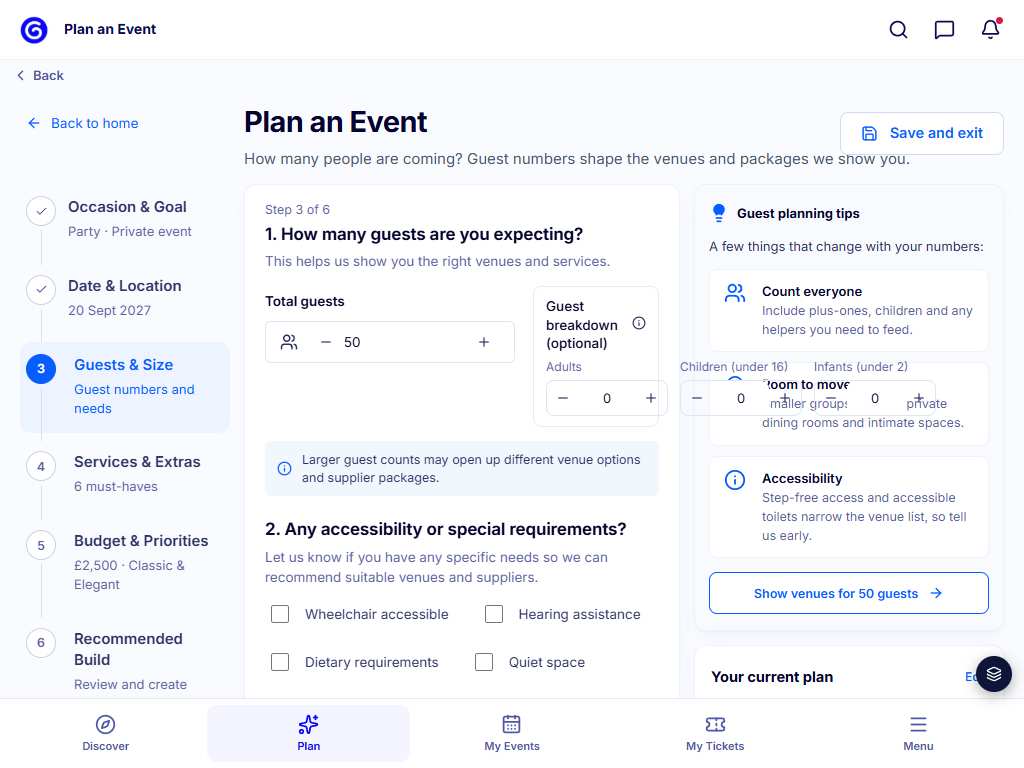 Plan an Event
Back
Back to home
Plan an Event
Save and exit
How many people are coming? Guest numbers shape the venues and packages we show you.
Occasion & Goal
Party · Private event
Date & Location
20 Sept 2027
3
Guests & Size
Guest numbers and
needs
4
Services & Extras
6 must-haves
5
Budget & Priorities
£2,500 · Classic &
Elegant
6
Recommended
Build
Review and create
Step 3 of 6
1. How many guests are you expecting?
This helps us show you the right venues and services.
Total guests
50
Guest
breakdown
(optional)
Adults
Children (under 16)
Infants (under 2)
0
0
0
Larger guest counts may open up different venue options
and supplier packages.
2. Any accessibility or special requirements?
Let us know if you have any specific needs so we can
recommend suitable venues and suppliers.
Wheelchair accessible
Hearing assistance
Dietary requirements
Quiet space
Guest planning tips
A few things that change with your numbers:
Count everyone
Include plus-ones, children and any
helpers you need to feed.
Room to move
groups private
dining rooms and intimate spaces.
Accessibility
Step-free access and accessible
toilets narrow the venue list, so tell
us early.
Show venues for 50 guests
Your current plan
Discover
Plan
My Events
My Tickets
Menu